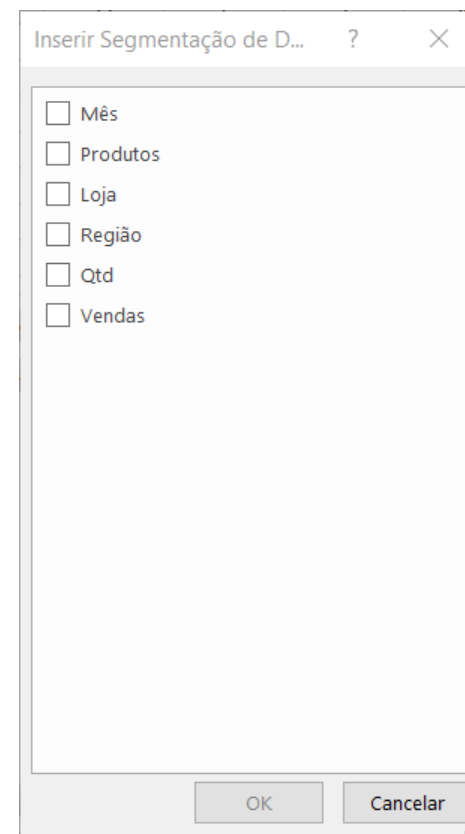 Inserir Segmentação de D... ?
Mês
Produtos
Loja
Região
Qtd
Vendas
OK Cancelar